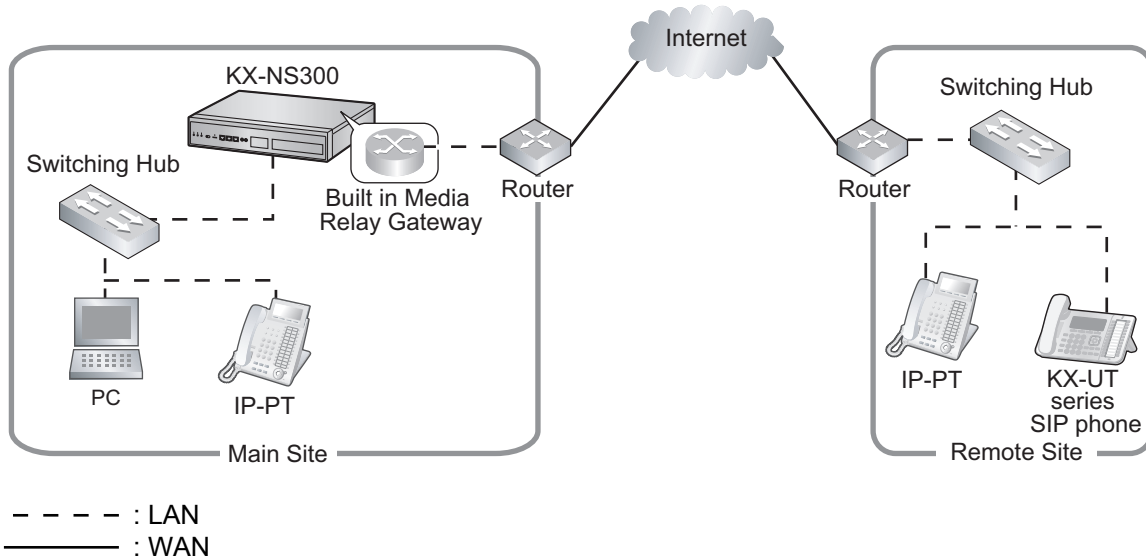 Internet
KX-NS300
Switching Hub
Switching Hub
Router
Router
Built in Media
Relay Gateway
PC
IP-PT
IP-PT
KX-UT
series
SIP phone
Main Site
Remote Site
: LAN
: WAN